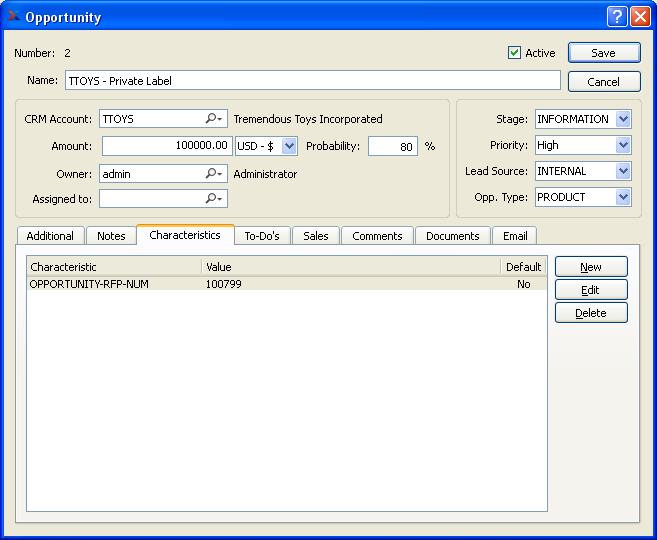 Opportunity
Number: 2 Active Save
Name: TTOYS - Private Label Cancel
CRM Account: TTOYS Tremendous Toys Incorporated Stage: INFORMATION
Amount: 100000.00 USD - $ Probability: 80 % Priority: High
Owner: admin Administrator Lead Source: INTERNAL
Assigned to: Opp. Type: PRODUCT
Additional Notes Characteristics To-Do's Sales Comments Documents Email
Characteristic Value Default New
OPPORTUNITY-RFP-NUM 100799 No Edit
Delete